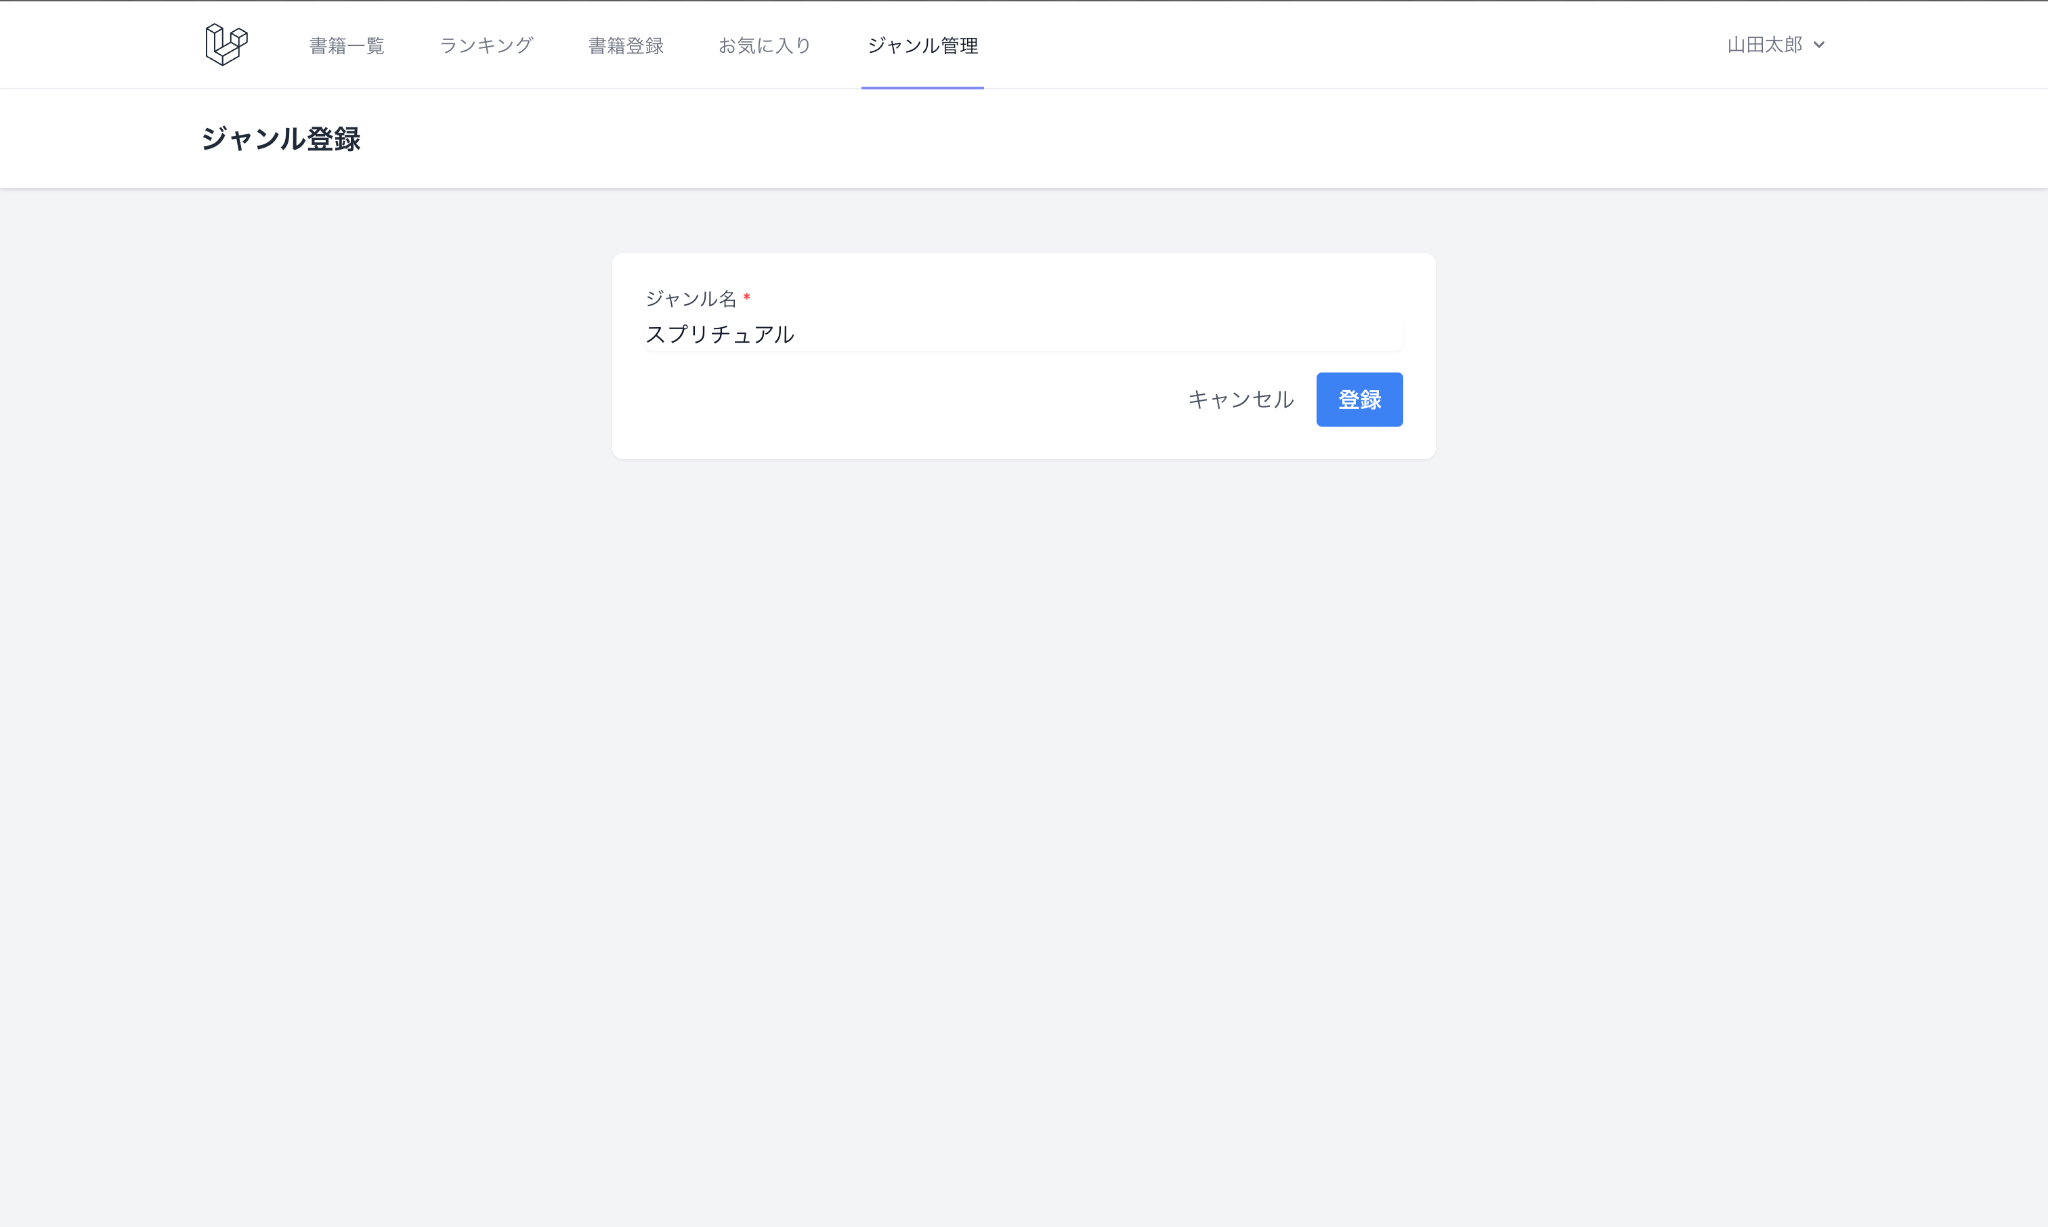 書籍一覧 ランキング 書籍登録 お気に入り ジャンル管理 山田太郎
ジャンル登録
ジャンル名 *
スプリチュアル
キャンセル 登録